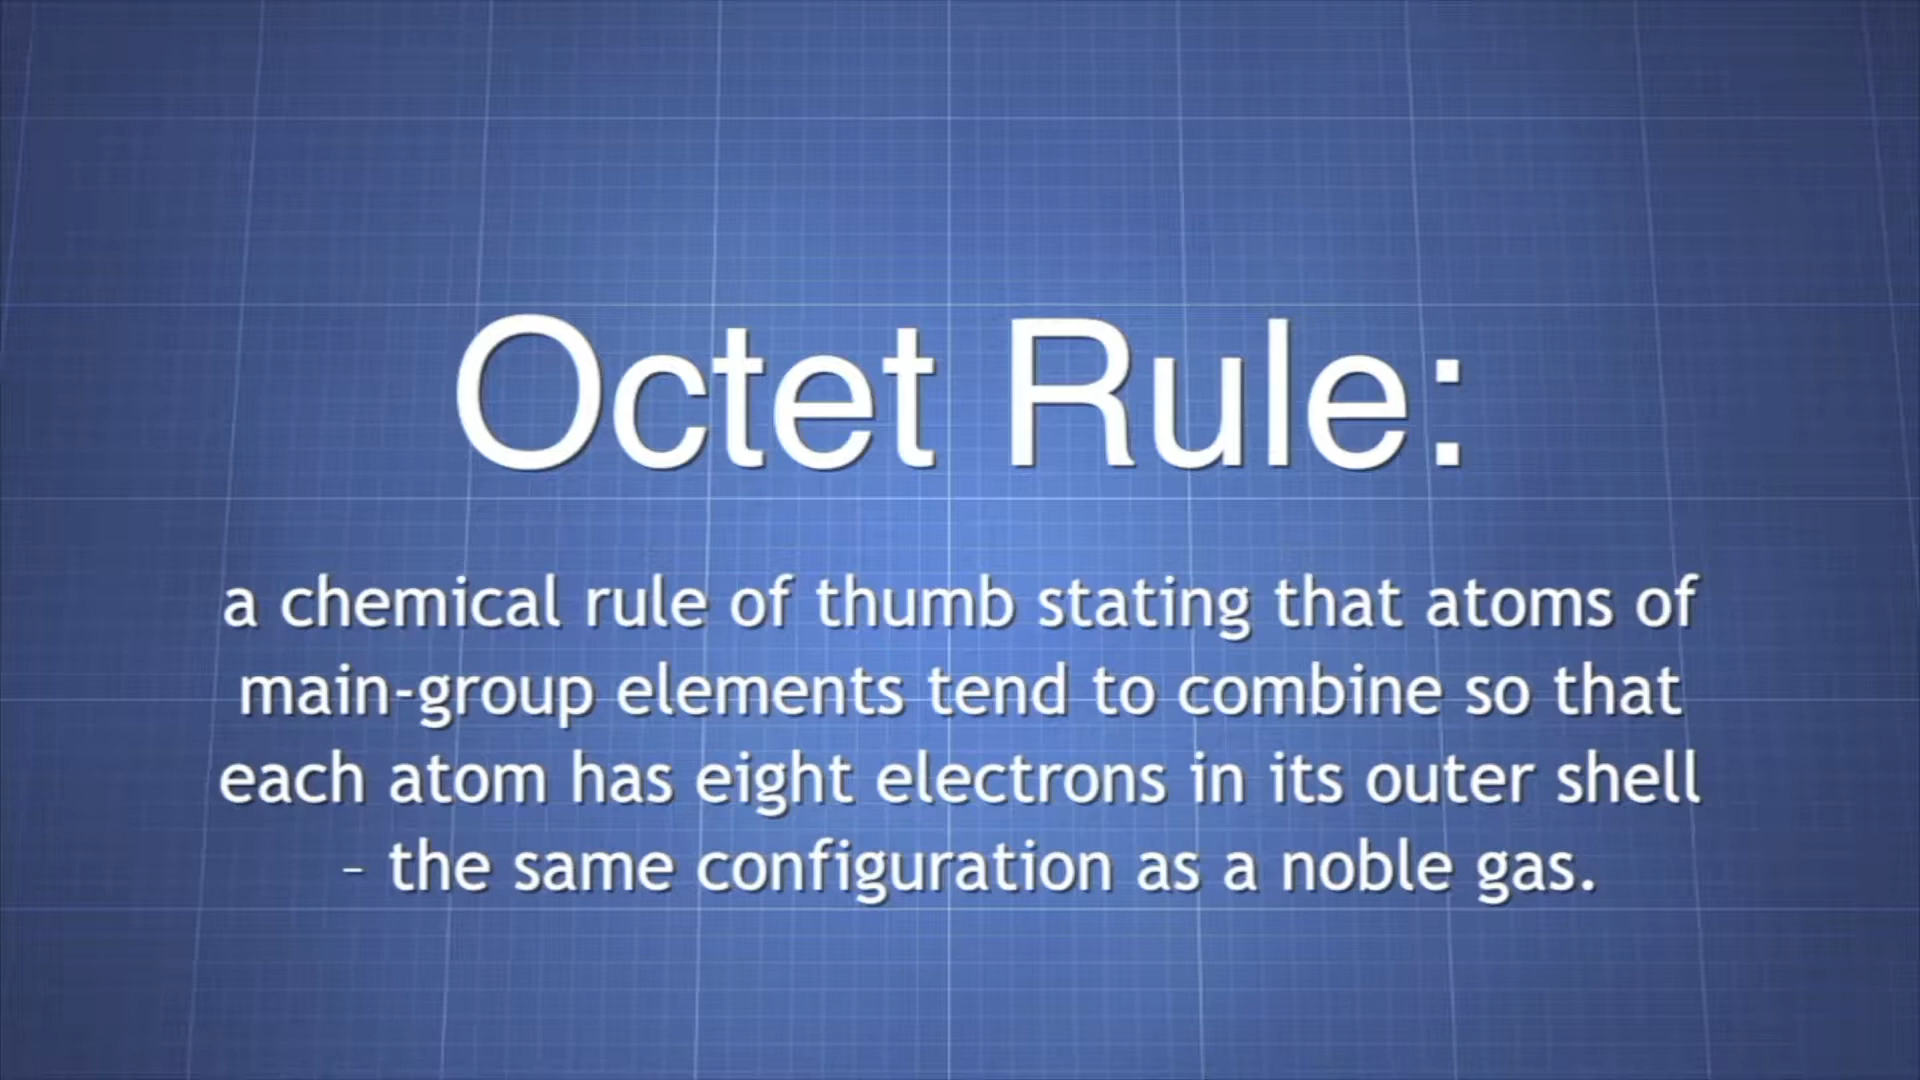 Octet Rule:
a chemical rule of thumb stating that atoms of
main-group elements tend to combine so that
each atom has eight electrons in its outer shell
– the same configuration as a noble gas.